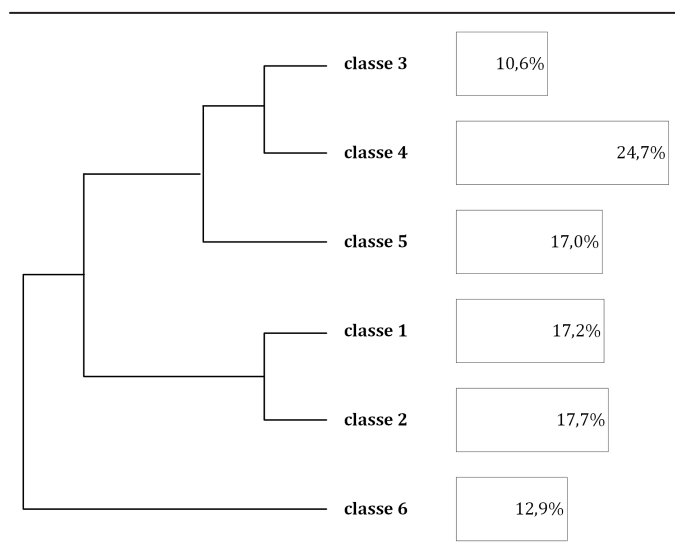 classe 3 10,6%
classe 4 24,7%
classe 5 17,0%
classe 1 17,2%
classe 2 17,7%
classe 6 12,9%